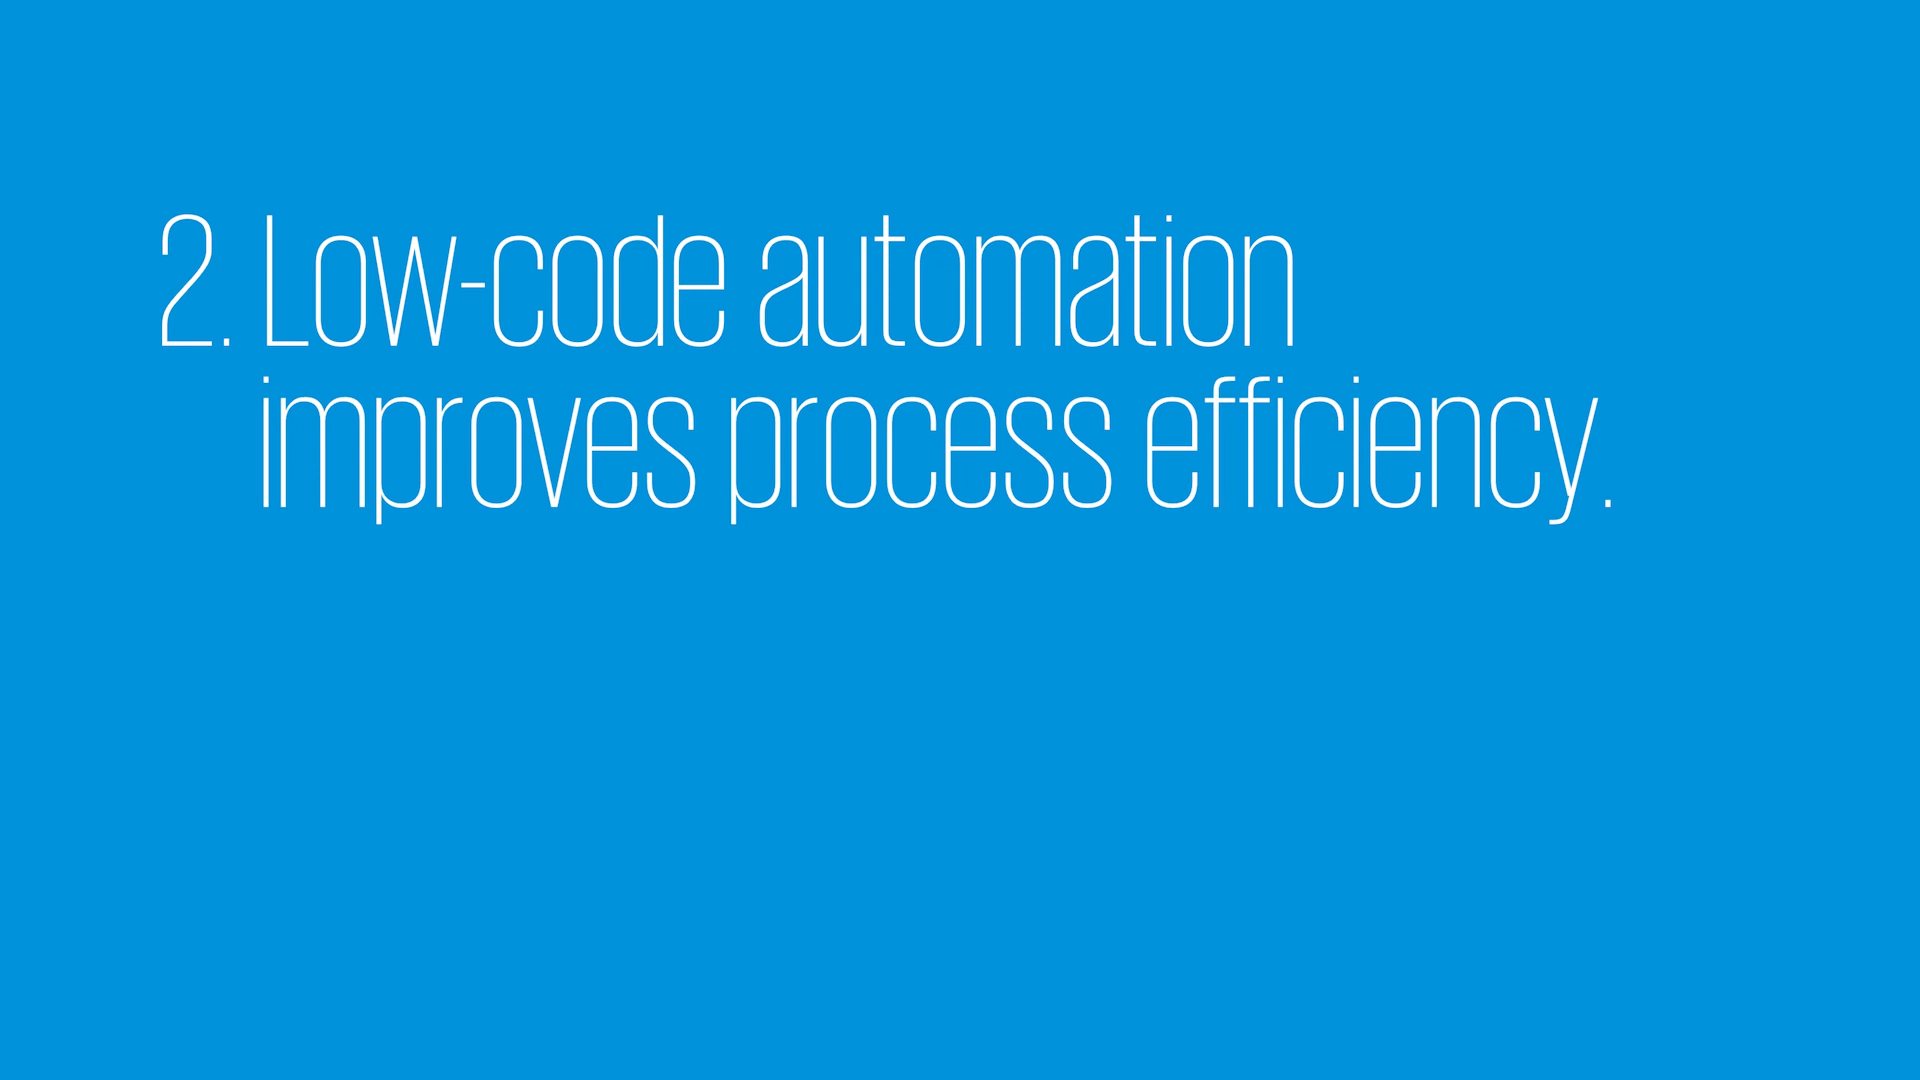 2. Low-code automation
improves process efficiency.